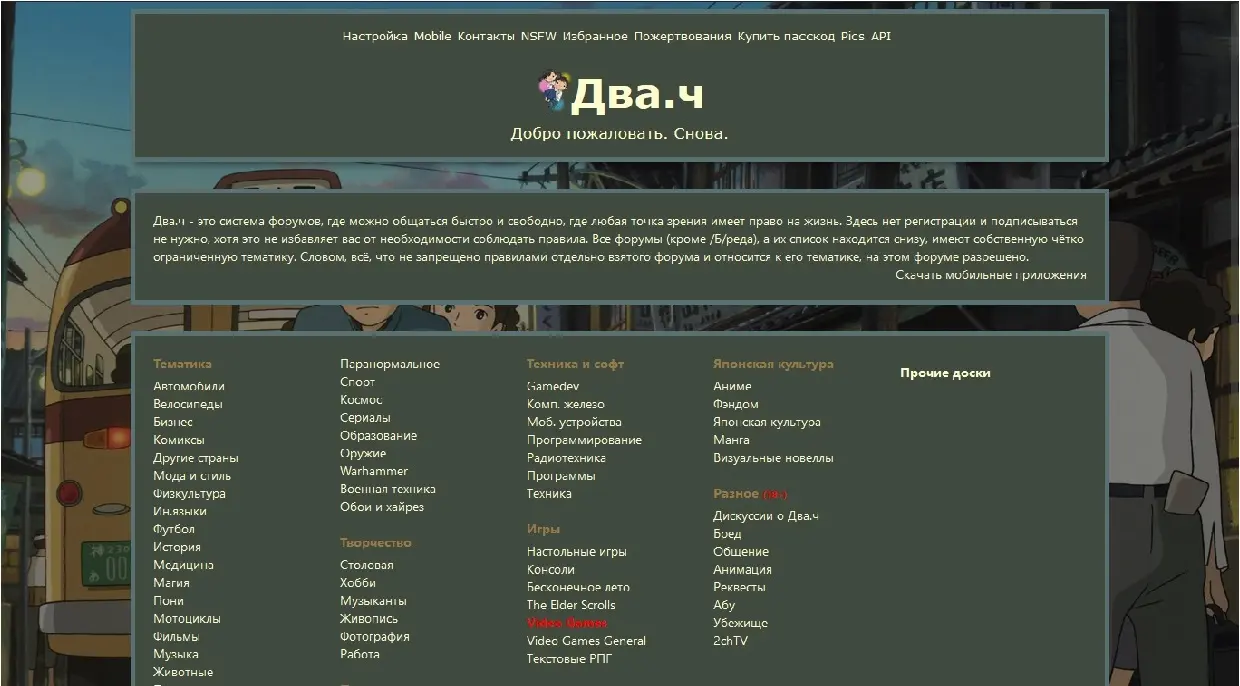 Настройка Mobile Контакты NSFW Избранное Пожертвования Купить пасскод Pics API
Два.ч
Добро пожаловать. Снова.
Два.ч - это система форумов, где можно общаться быстро и свободно, где любая точка зрения имеет право на жизнь. Здесь нет регистрации и подписываться
не нужно, хотя это не избавляет вас от необходимости соблюдать правила. Все форумы (кроме /Б/реда), а их список находится снизу, имеют собственную чётко
ограниченную тематику. Словом, всё, что не запрещено правилами отдельно взятого форума и относится к его тематике, на этом форуме разрешено.
Скачать мобильные приложения
Тематика
Автомобили
Велосипеды
Бизнес
Комиксы
Другие страны
Мода и стиль
Физкультура
Ин.языки
Футбол
История
Медицина
Магия
Пони
Мотоциклы
Фильмы
Музыка
Животные
Паранормальное
Спорт
Космос
Сериалы
Образование
Оружие
Warhammer
Военная техника
Обои и хайрез
Творчество
Столовая
Хобби
Музыканты
Живопись
Фотография
Работа
Техника и софт
Gamedev
Комп. железо
Моб. устройства
Программирование
Радиотехника
Программы
Техника
Игры
Настольные игры
Консоли
Бесконечное лето
The Elder Scrolls
Video Games
Video Games General
Текстовые РПГ
Японская культура
Аниме
Фэндом
Японская культура
Манга
Визуальные новеллы
Разное (18+)
Дискуссии о Два.ч
Бред
Общение
Анимация
Реквесты
Абу
Убежище
2chTV
Прочие доски